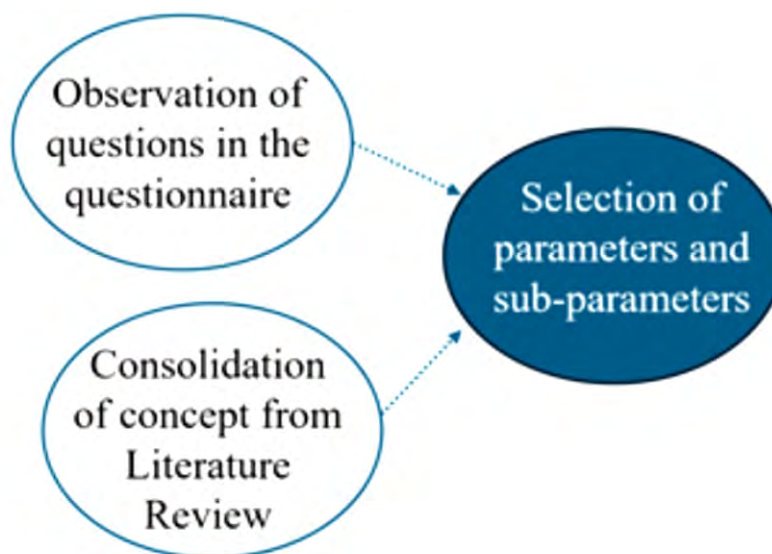 Observation of
questions in the
questionnaire
Selection of
parameters and
sub-parameters
Consolidation
of concept from
Literature
Review